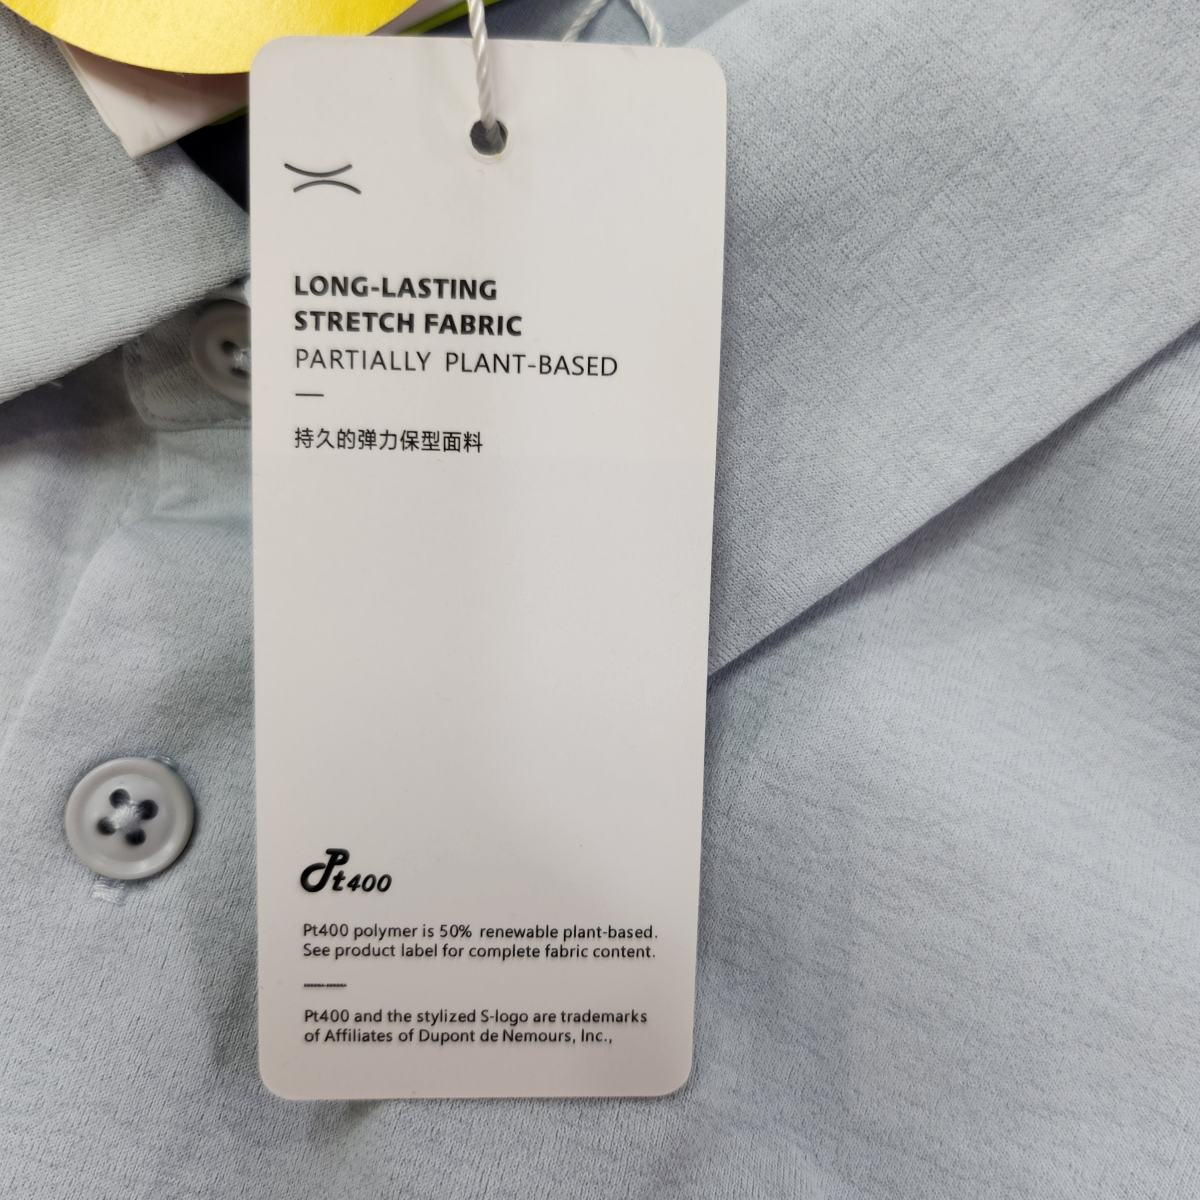 LONG-LASTING
STRETCH FABRIC
PARTIALLY PLANT-BASED
持久的弹力保型面料
Pt400
Pt400 polymer is 50% renewable plant-based.
See product label for complete fabric content.
Pt400 and the stylized S-logo are trademarks
of Affiliates of Dupont de Nemours, Inc.,